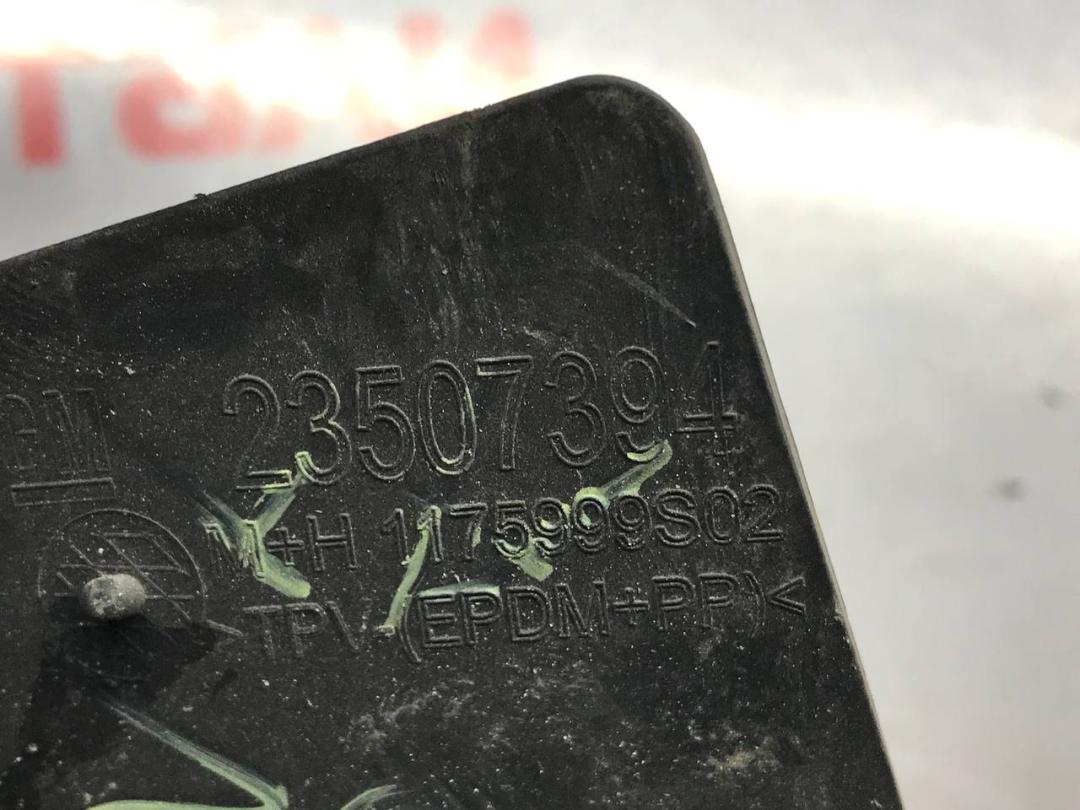 GM 23507394
M+H 1175999S02
TPV-(EPDM+PP)<